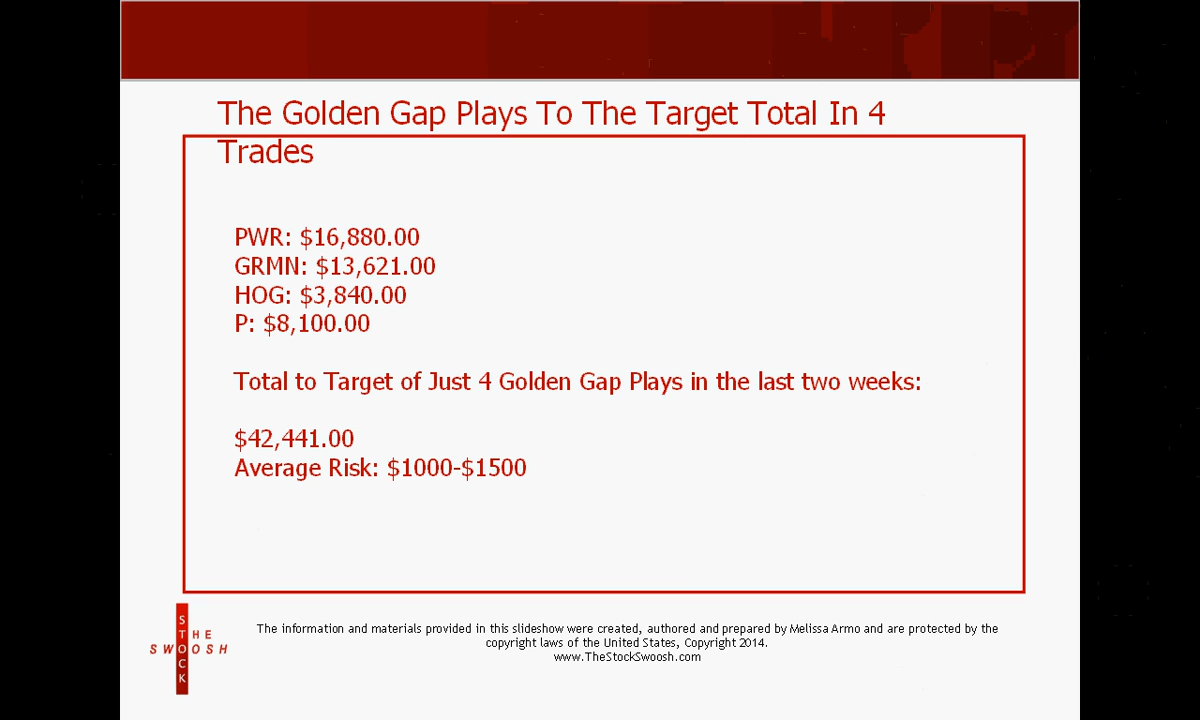 The Golden Gap Plays To The Target Total In 4
Trades
PWR: $16,880.00
GRMN: $13,621.00
HOG: $3,840.00
P: $8,100.00
Total to Target of Just 4 Golden Gap Plays in the last two weeks:
$42,441.00
Average Risk: $1000-$1500
THE
STOCK
SWOOSH
The information and materials provided in this slideshow were created, authored and prepared by Melissa Armo and are protected by the
copyright laws of the United States, Copyright 2014.
www.TheStockSwoosh.com